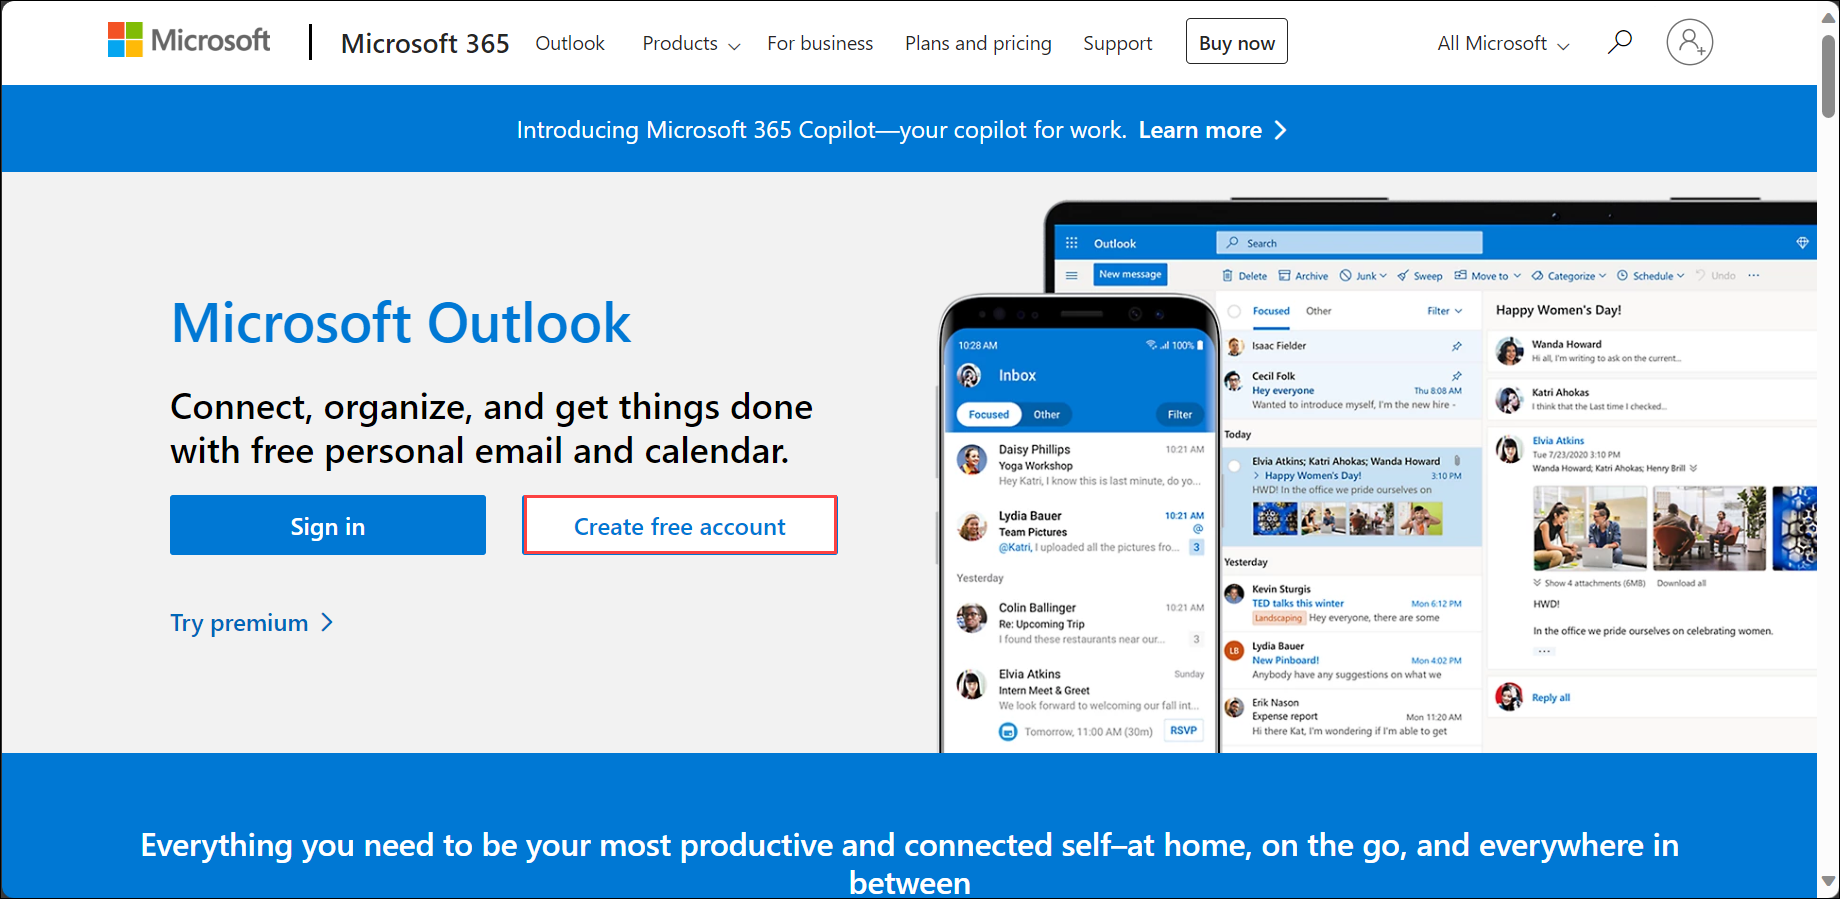 Microsoft
Microsoft 365
Outlook
Products
For business
Plans and pricing
Support
Buy now
All Microsoft
Introducing Microsoft 365 Copilot—your copilot for work. Learn more
Microsoft Outlook
Connect, organize, and get things done
with free personal email and calendar.
Sign in
Create free account
Try premium
Outlook
Search
New message
Delete
Archive
Junk
Sweep
Move to
Categorize
Schedule
Undo
Focused
Other
Filter
Isaac Fielder
Cecil Folk
Hey everyone
Thu 8:08 AM
Wanted to introduce myself, I'm the new hire -
Today
Elvia Atkins; Katri Ahokas; Wanda Howard
Happy Women's Day!
3:10 PM
HWD! In the office we pride ourselves on
Yesterday
Kevin Sturgis
TED talks this winter
Mon 6:12 PM
Landscaping
Hey everyone, there are some
LB
Lydia Bauer
New Pinboard!
Mon 4:02 PM
Anybody have any suggestions on what we
Erik Nason
Expense report
Mon 11:20 AM
Hi there Kat, I'm wondering if I'm able to get
Happy Women's Day!
Wanda Howard
Hi all, I'm writing to ask on the current...
Katri Ahokas
I think that the Last time I checked...
Elvia Atkins
Tue 7/23/2020 3:10 PM
Wanda Howard; Katri Ahokas; Henry Brill
Show 4 attachments (6MB)
Download all
HWD!
In the office we pride ourselves on celebrating women.
...
Reply all
10:28 AM
100%
Inbox
Focused
Other
Filter
Daisy Phillips
10:21 AM
Yoga Workshop
Hey Katri, I know this is last minute, do yo...
Lydia Bauer
10:21 AM
Team Pictures
@
@Katri, I uploaded all the pictures fro...
3
Yesterday
Colin Ballinger
10:21 AM
Re: Upcoming Trip
I found these restaurants near our...
3
Elvia Atkins
Sunday
Intern Meet & Greet
We look forward to welcoming our fall int...
Tomorrow, 11:00 AM (30m)
RSVP
Everything you need to be your most productive and connected self–at home, on the go, and everywhere in
between